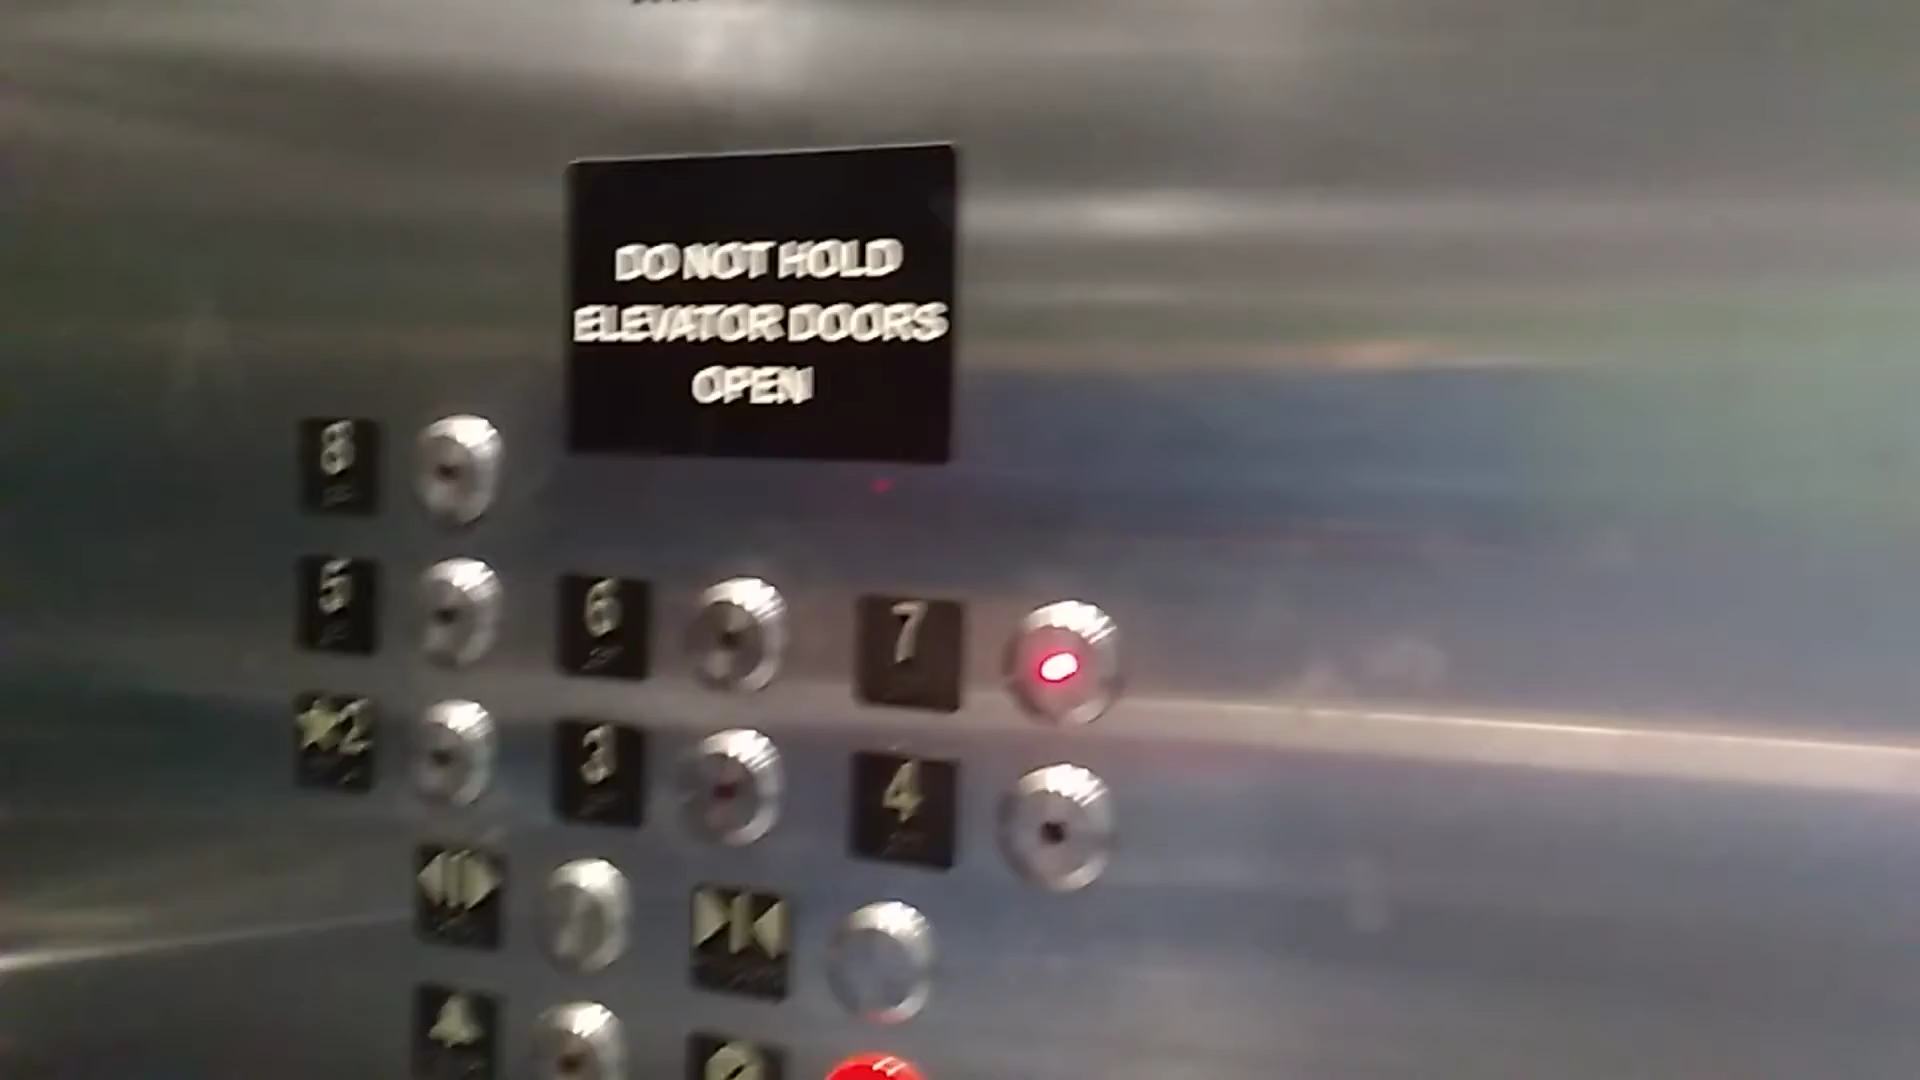 DO NOT HOLD
ELEVATOR DOORS
OPEN
8
5 6 7
★2 3 4